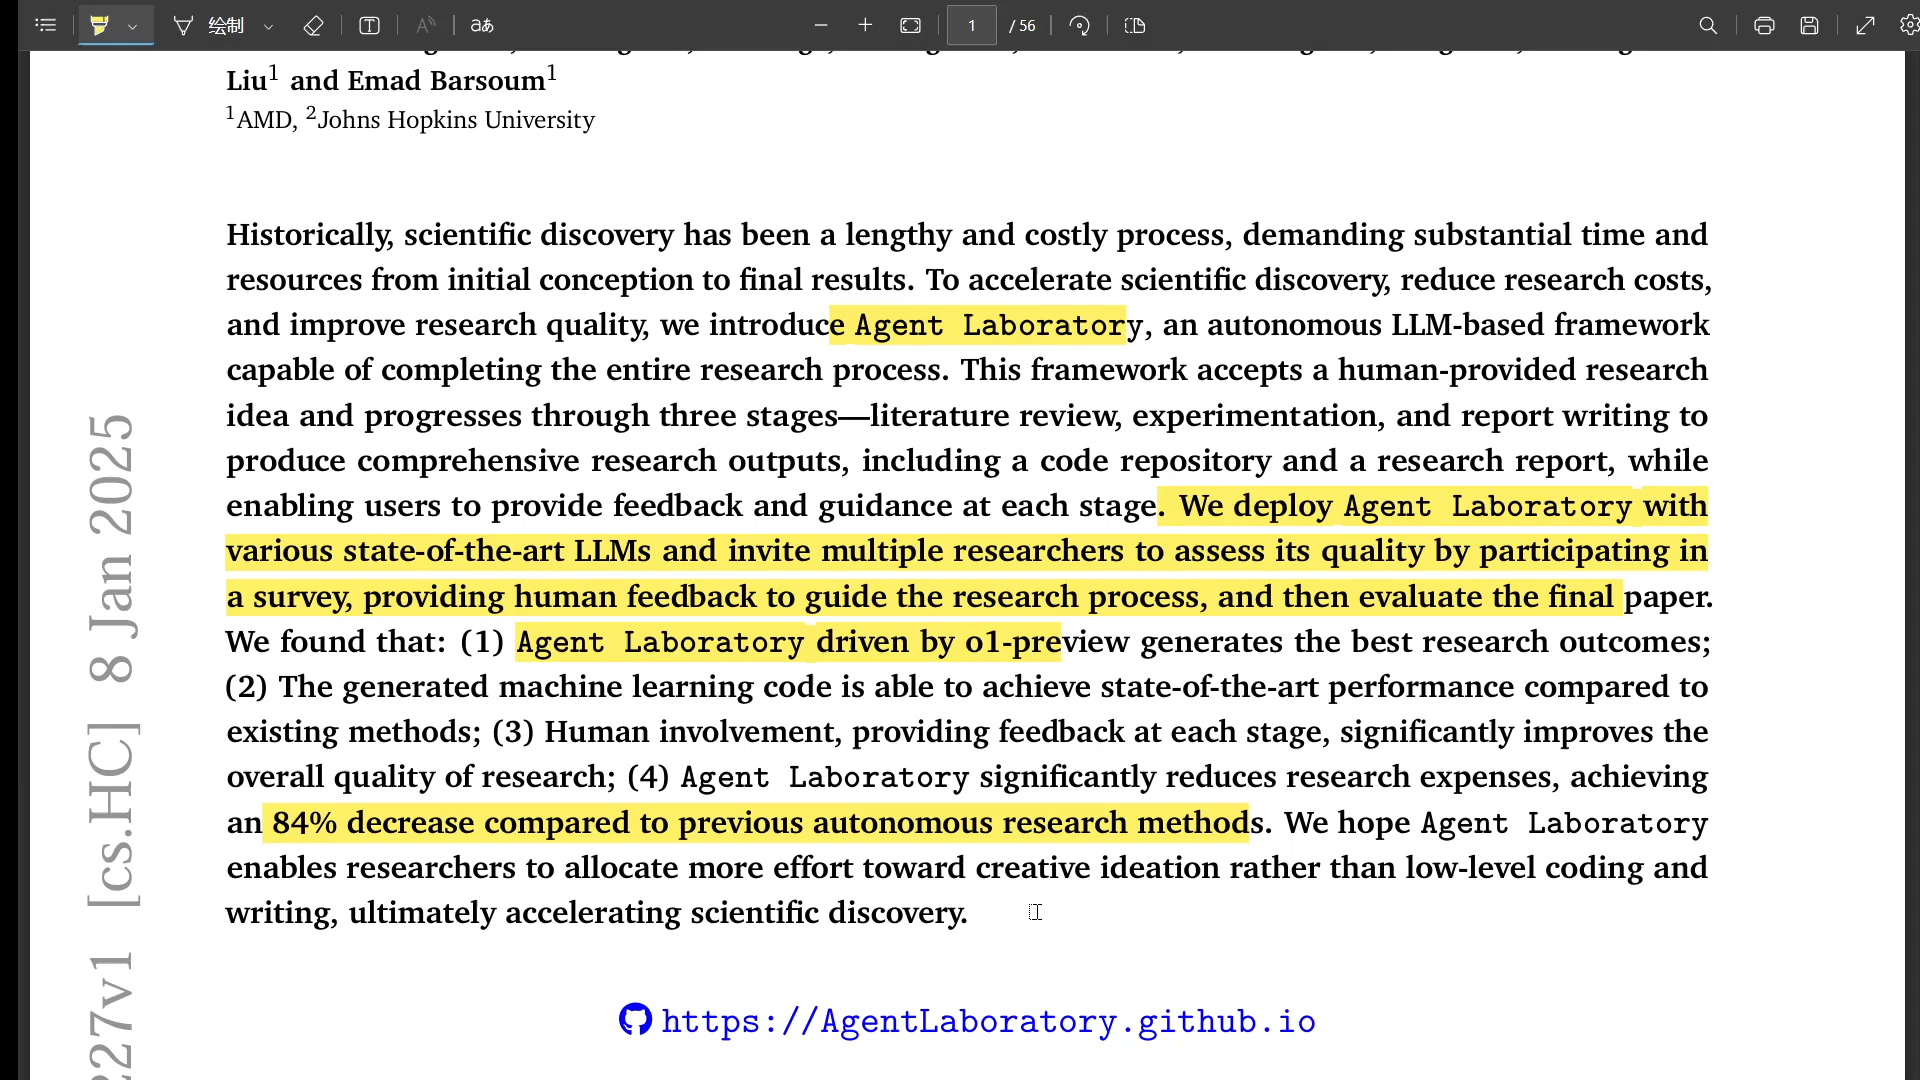 绘制
aあ
1 / 56
Liu¹ and Emad Barsoum¹
¹AMD, ²Johns Hopkins University
Historically, scientific discovery has been a lengthy and costly process, demanding substantial time and
resources from initial conception to final results. To accelerate scientific discovery, reduce research costs,
and improve research quality, we introduce Agent Laboratory, an autonomous LLM-based framework
capable of completing the entire research process. This framework accepts a human-provided research
idea and progresses through three stages—literature review, experimentation, and report writing to
produce comprehensive research outputs, including a code repository and a research report, while
enabling users to provide feedback and guidance at each stage. We deploy Agent Laboratory with
various state-of-the-art LLMs and invite multiple researchers to assess its quality by participating in
a survey, providing human feedback to guide the research process, and then evaluate the final paper.
We found that: (1) Agent Laboratory driven by o1-preview generates the best research outcomes;
(2) The generated machine learning code is able to achieve state-of-the-art performance compared to
existing methods; (3) Human involvement, providing feedback at each stage, significantly improves the
overall quality of research; (4) Agent Laboratory significantly reduces research expenses, achieving
an 84% decrease compared to previous autonomous research methods. We hope Agent Laboratory
enables researchers to allocate more effort toward creative ideation rather than low-level coding and
writing, ultimately accelerating scientific discovery.
https://AgentLaboratory.github.io
227v1 [cs.HC] 8 Jan 2025